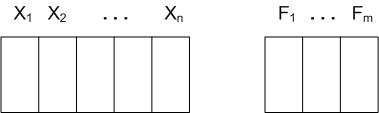 X₁ X₂ ... Xₙ F₁ ... Fₘ